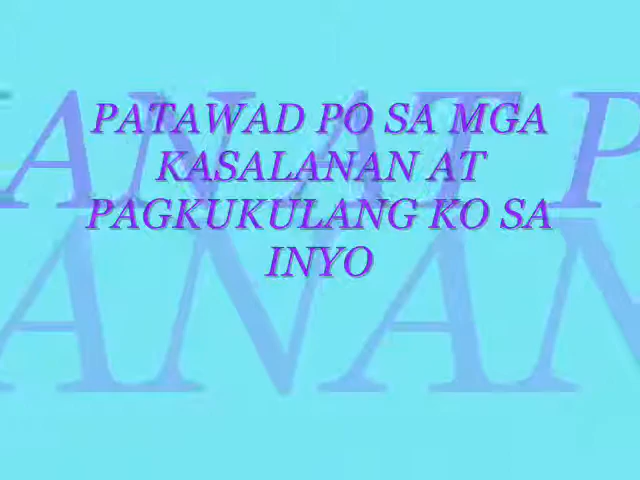 PATAWAD PO SA MGA
KASALANAN AT
PAGKUKULANG KO SA
INYO